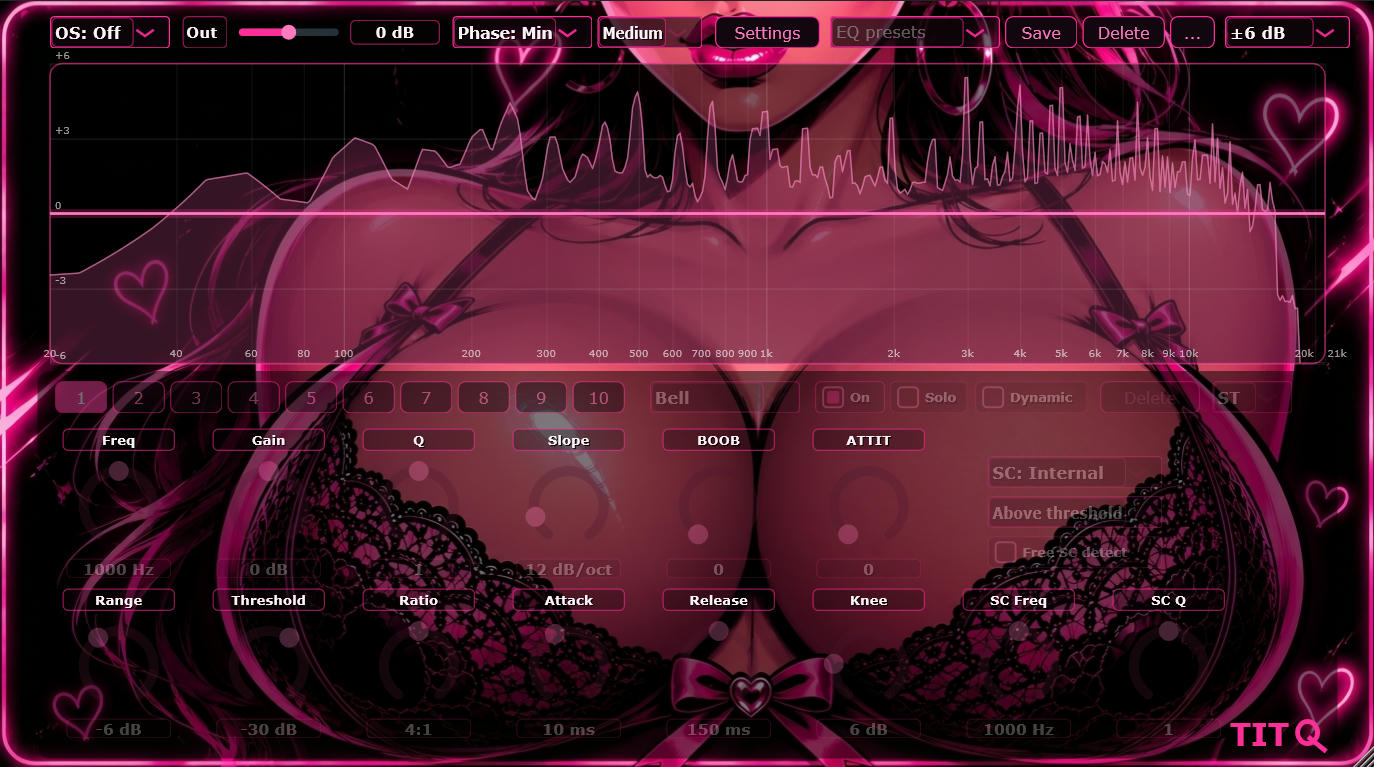 OS: Off Out 0 dB Phase: Min Medium Settings EQ presets Save Delete ... ±6 dB
+6
+3
0
-3
20 -6 40 60 80 100 200 300 400 500 600 700 800 900 1k 2k 3k 4k 5k 6k 7k 8k 9k 10k 20k 21k
1 2 3 4 5 6 7 8 9 10 Bell On Solo Dynamic Delete ST
Freq Gain Q Slope BOOB ATTIT
SC: Internal
Above threshold
Free SC detect
1000 Hz 0 dB 1 12 dB/oct 0 0
Range Threshold Ratio Attack Release Knee SC Freq SC Q
-6 dB -30 dB 4:1 10 ms 150 ms 6 dB 1000 Hz 1
TIT Q